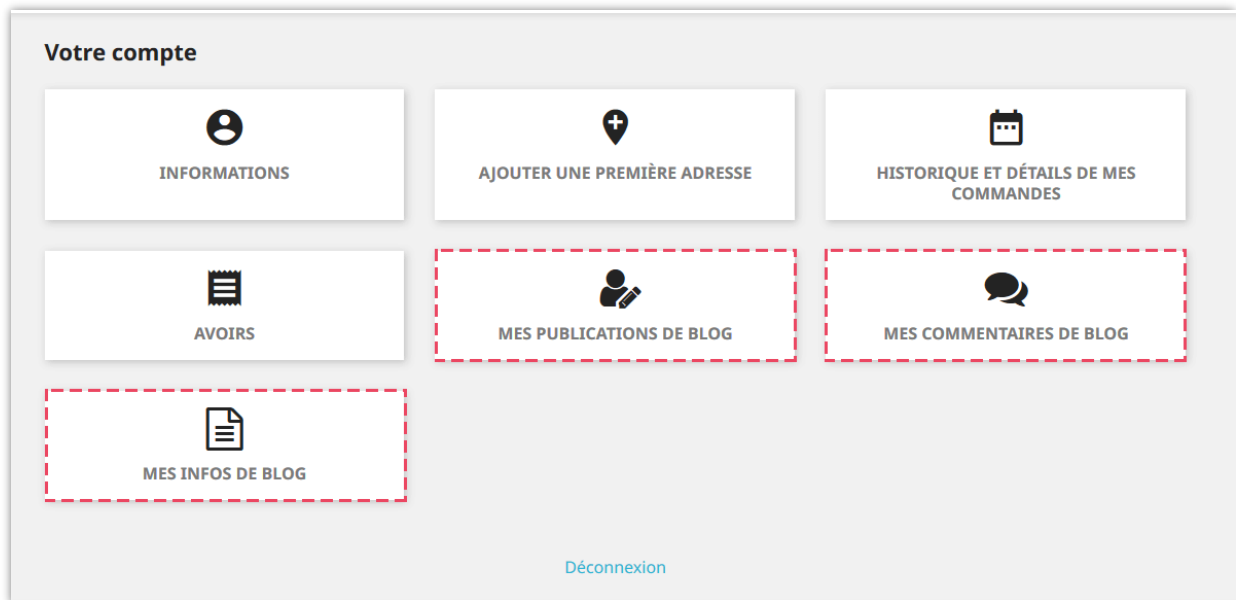 Votre compte
INFORMATIONS
AJOUTER UNE PREMIÈRE ADRESSE
HISTORIQUE ET DÉTAILS DE MES
COMMANDES
AVOIRS
MES PUBLICATIONS DE BLOG
MES COMMENTAIRES DE BLOG
MES INFOS DE BLOG
Déconnexion